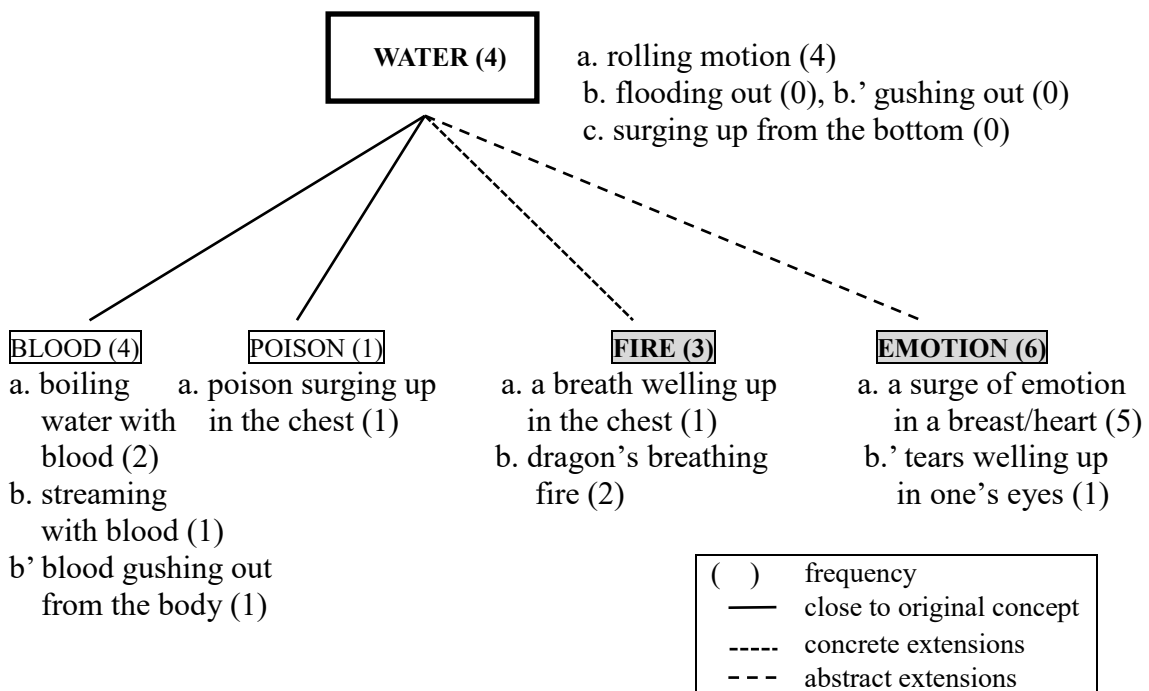 WATER (4)
a. rolling motion (4)
b. flooding out (0), b.' gushing out (0)
c. surging up from the bottom (0)
BLOOD (4)
a. boiling
water with
blood (2)
b. streaming
with blood (1)
b' blood gushing out
from the body (1)
POISON (1)
a. poison surging up
in the chest (1)
FIRE (3)
a. a breath welling up
in the chest (1)
b. dragon's breathing
fire (2)
EMOTION (6)
a. a surge of emotion
in a breast/heart (5)
b.' tears welling up
in one's eyes (1)
( ) frequency
close to original concept
concrete extensions
abstract extensions